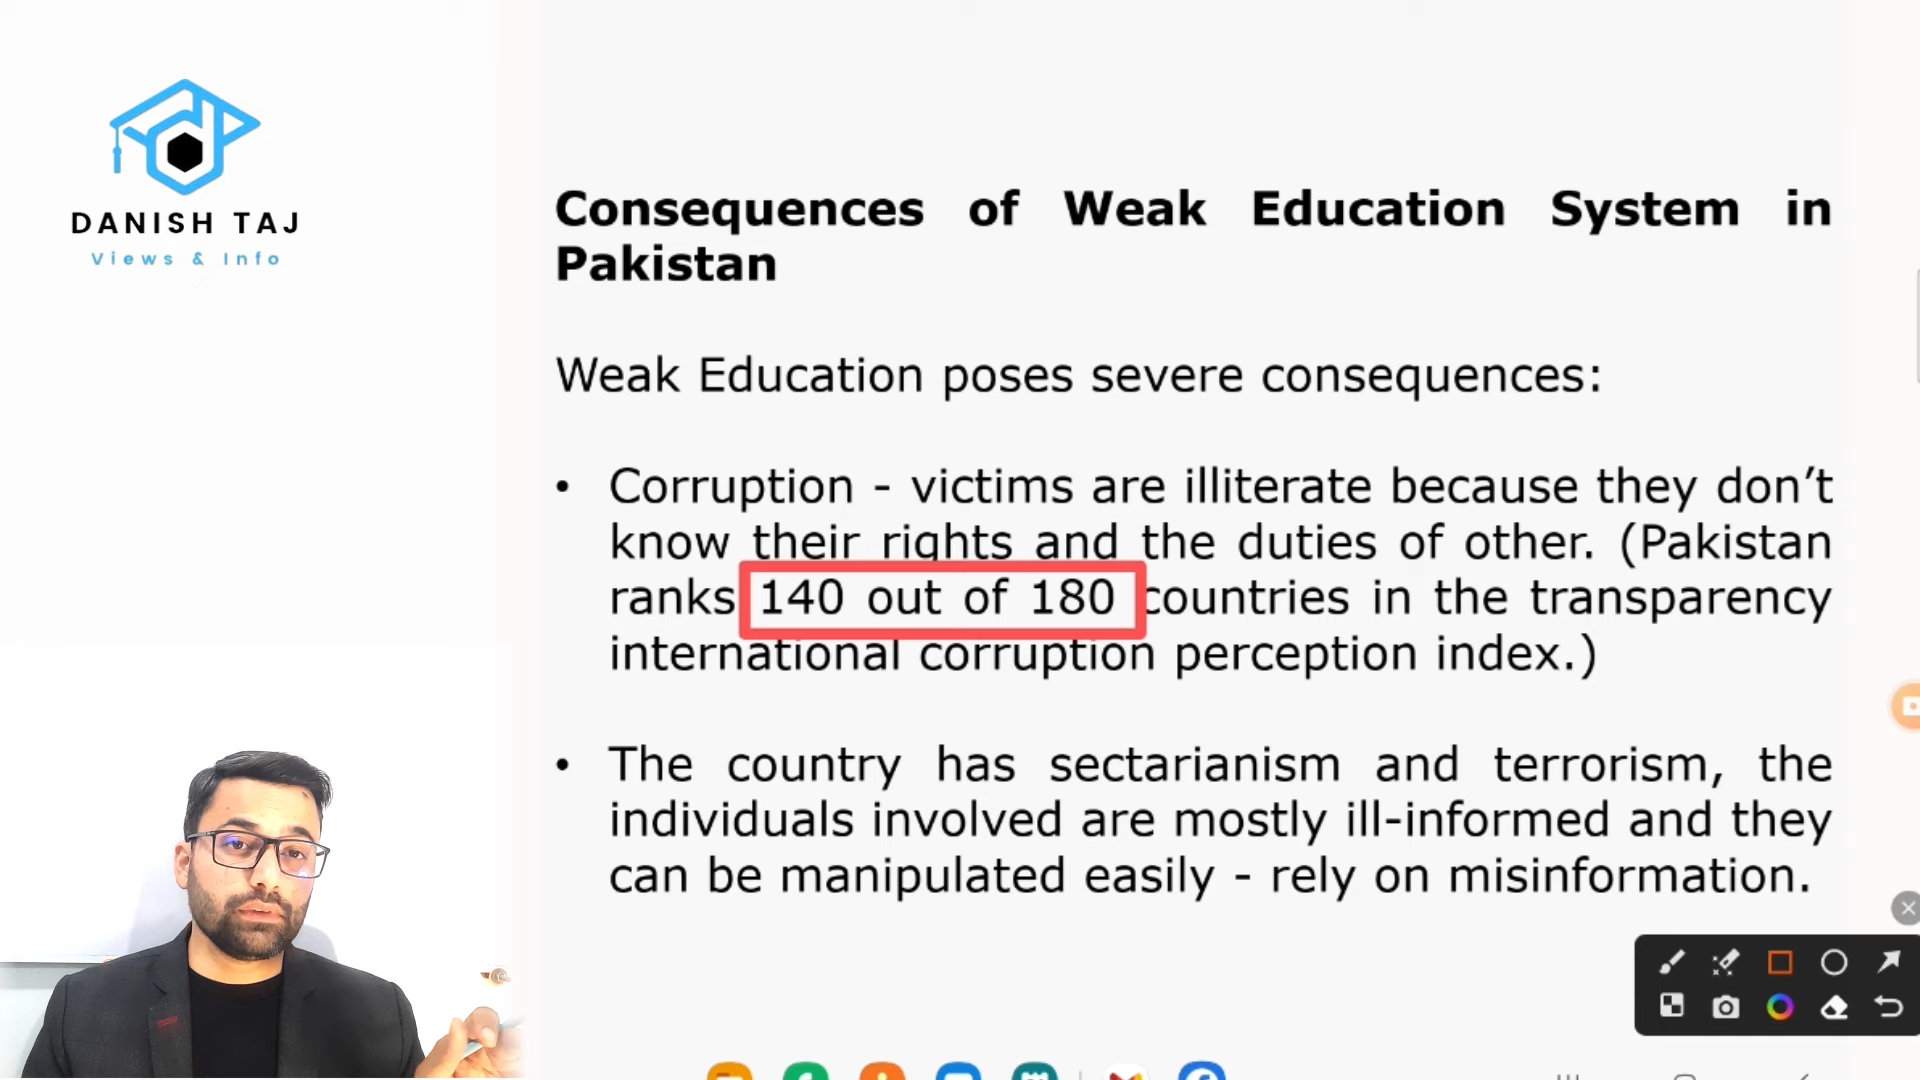 DANISH TAJ
Views & Info
Consequences of Weak Education System in
Pakistan
Weak Education poses severe consequences:
• Corruption - victims are illiterate because they don’t
know their rights and the duties of other. (Pakistan
ranks 140 out of 180 countries in the transparency
international corruption perception index.)
• The country has sectarianism and terrorism, the
individuals involved are mostly ill-informed and they
can be manipulated easily - rely on misinformation.